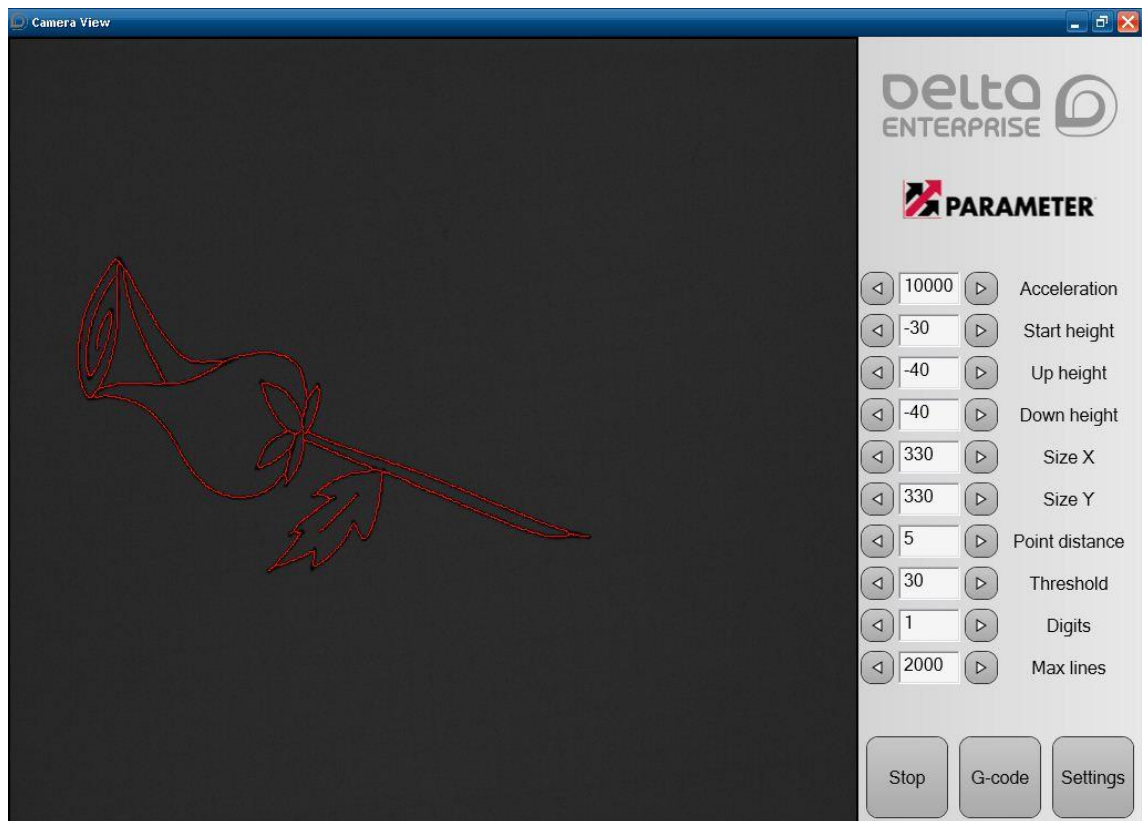 Camera View
Delta
ENTERPRISE
PARAMETER
10000 Acceleration
-30 Start height
-40 Up height
-40 Down height
330 Size X
330 Size Y
5 Point distance
30 Threshold
1 Digits
2000 Max lines
Stop G-code Settings